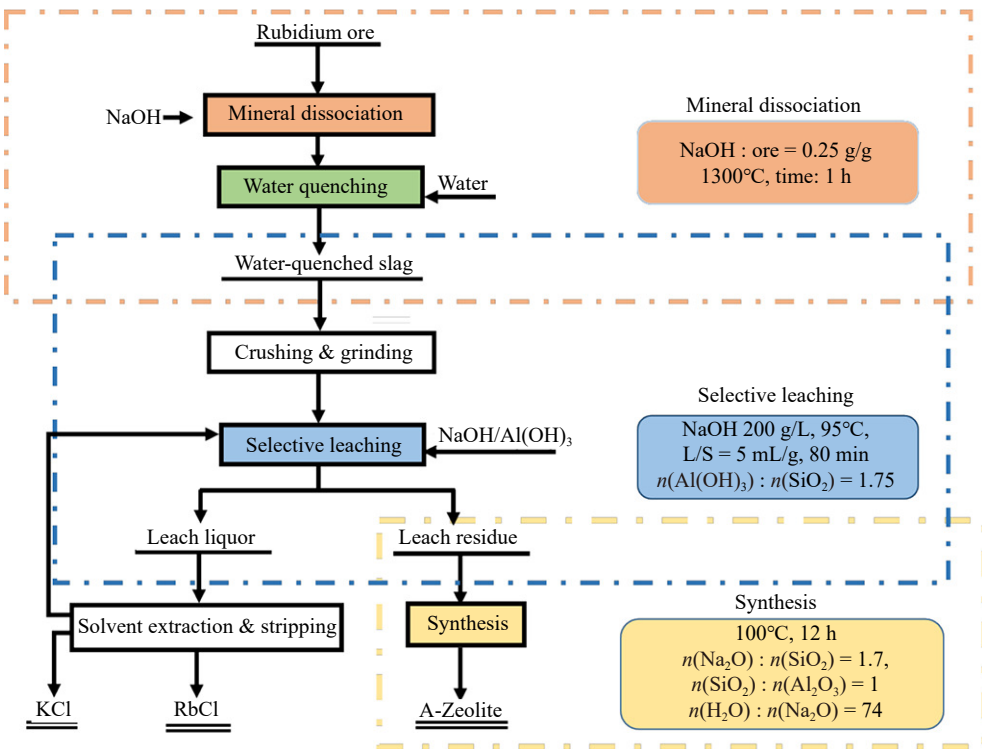 Rubidium ore
NaOH
Mineral dissociation
Water quenching
Water
Water-quenched slag
Crushing & grinding
Selective leaching
NaOH/Al(OH)₃
Leach liquor
Leach residue
Solvent extraction & stripping
Synthesis
KCl
RbCl
A-Zeolite
Mineral dissociation
NaOH : ore = 0.25 g/g
1300°C, time: 1 h
Selective leaching
NaOH 200 g/L, 95°C,
L/S = 5 mL/g, 80 min
n(Al(OH)₃) : n(SiO₂) = 1.75
Synthesis
100°C, 12 h
n(Na₂O) : n(SiO₂) = 1.7,
n(SiO₂) : n(Al₂O₃) = 1
n(H₂O) : n(Na₂O) = 74